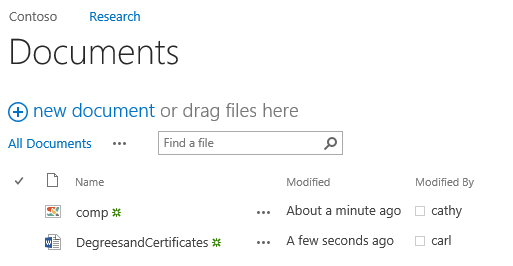 Contoso Research
Documents
new document or drag files here
All Documents ••• Find a file
Name Modified Modified By
comp ••• About a minute ago cathy
DegreesandCertificates ••• A few seconds ago carl